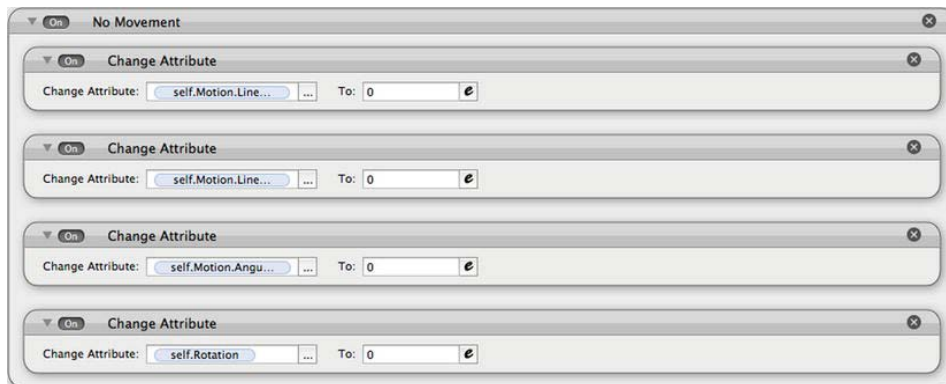 On No Movement
On Change Attribute
Change Attribute: self.Motion.Line... ... To: 0 e
On Change Attribute
Change Attribute: self.Motion.Line... ... To: 0 e
On Change Attribute
Change Attribute: self.Motion.Angu... ... To: 0 e
On Change Attribute
Change Attribute: self.Rotation ... To: 0 e